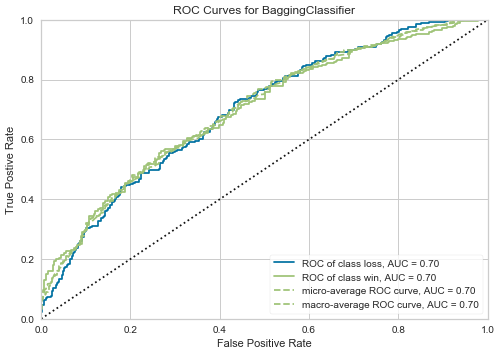 ROC Curves for BaggingClassifier
True Postive Rate
1.0
0.8
0.6
0.4
0.2
0.0
0.0 0.2 0.4 0.6 0.8 1.0
False Positive Rate
ROC of class loss, AUC = 0.70
ROC of class win, AUC = 0.70
micro-average ROC curve, AUC = 0.70
macro-average ROC curve, AUC = 0.70